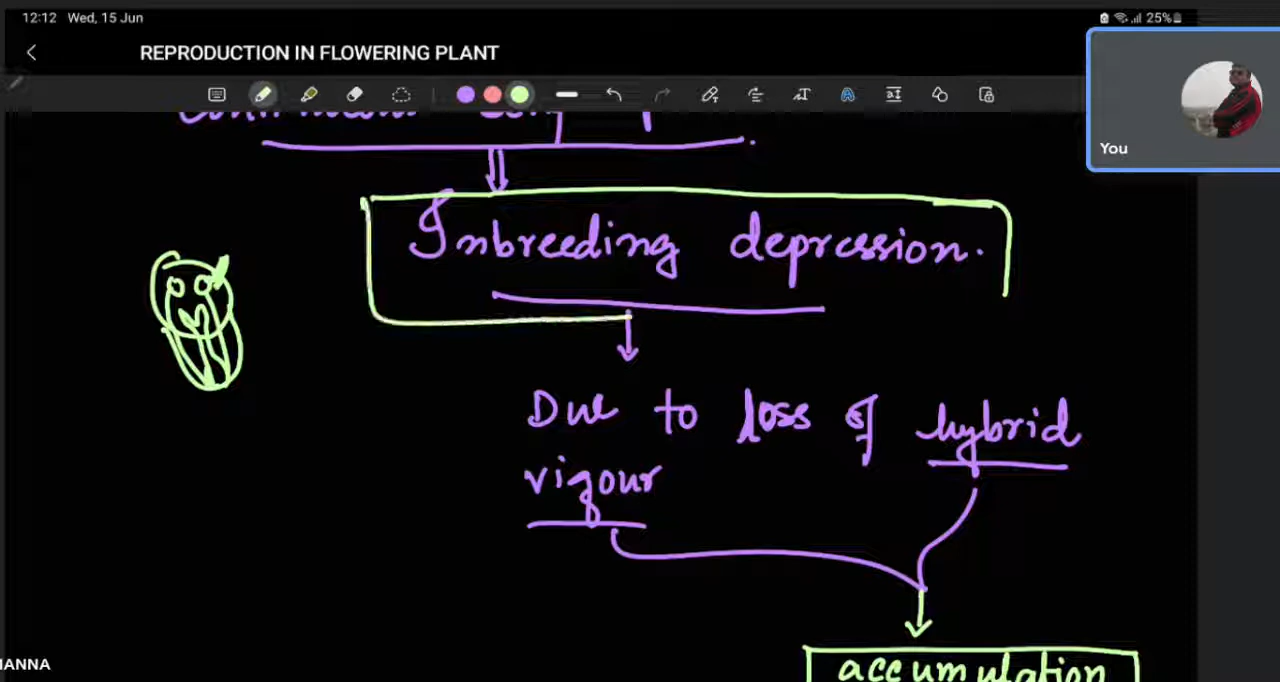 12:12 Wed, 15 Jun
25%
REPRODUCTION IN FLOWERING PLANT
You
Inbreeding depression.
Due to loss of hybrid
vigour
accumulation